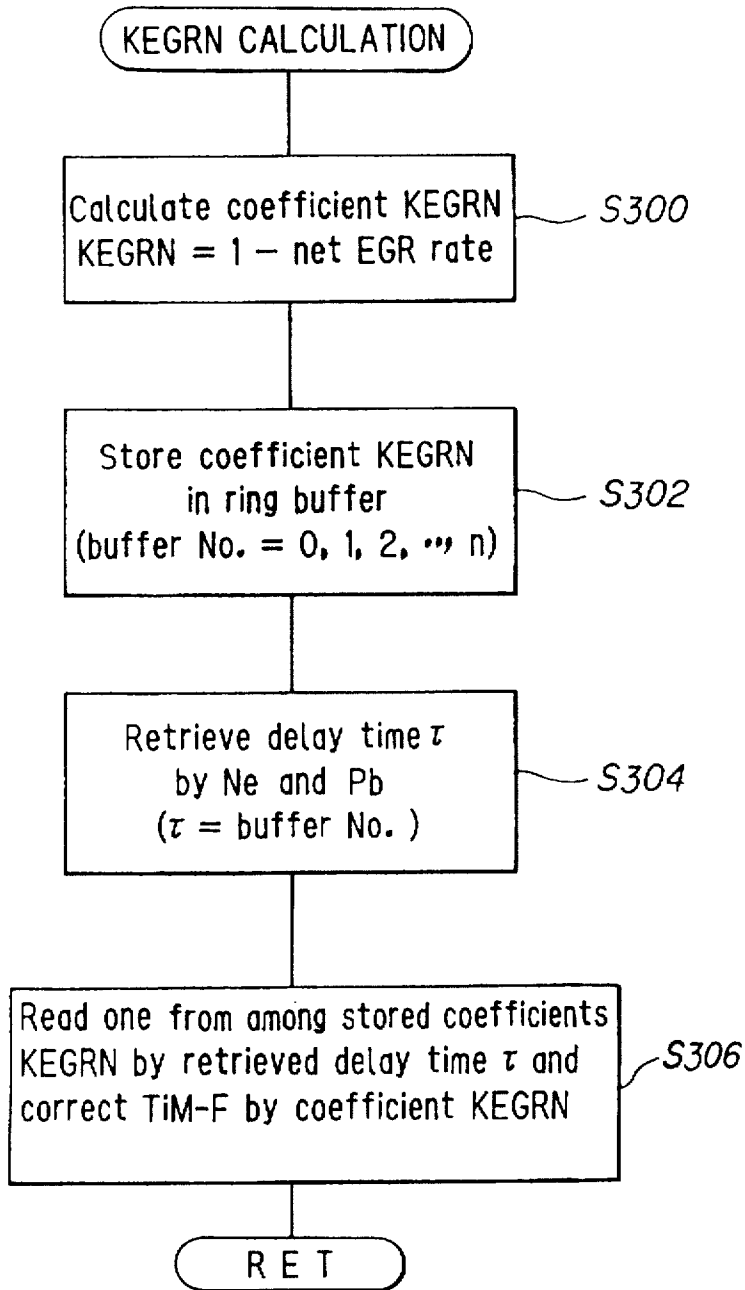 KEGRN CALCULATION
Calculate coefficient KEGRN
KEGRN = 1 – net EGR rate
S300
Store coefficient KEGRN
in ring buffer
(buffer No. = 0, 1, 2, ··, n)
S302
Retrieve delay time τ
by Ne and Pb
(τ = buffer No. )
S304
Read one from among stored coefficients
KEGRN by retrieved delay time τ and
correct TiM-F by coefficient KEGRN
S306
R E T